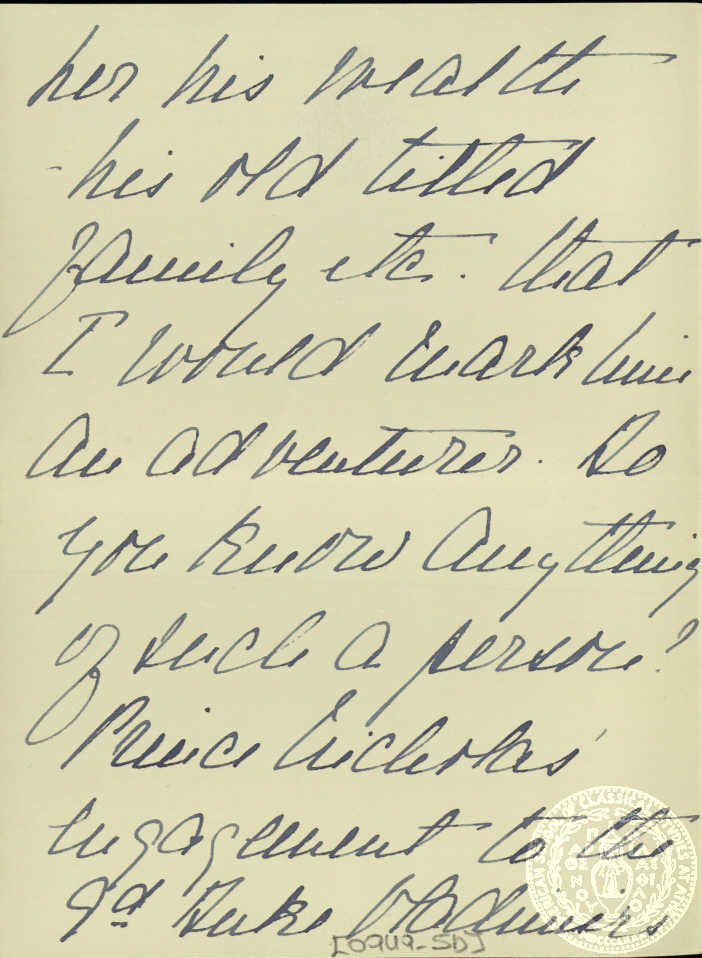 her his wealth
- his old titled
family etc. that
I would mark him
an adventurer. Do
you know anything
of such a person?
Prince Nicholas'
engagement to the
Gd Duke Vladimir's
[0949-5D]